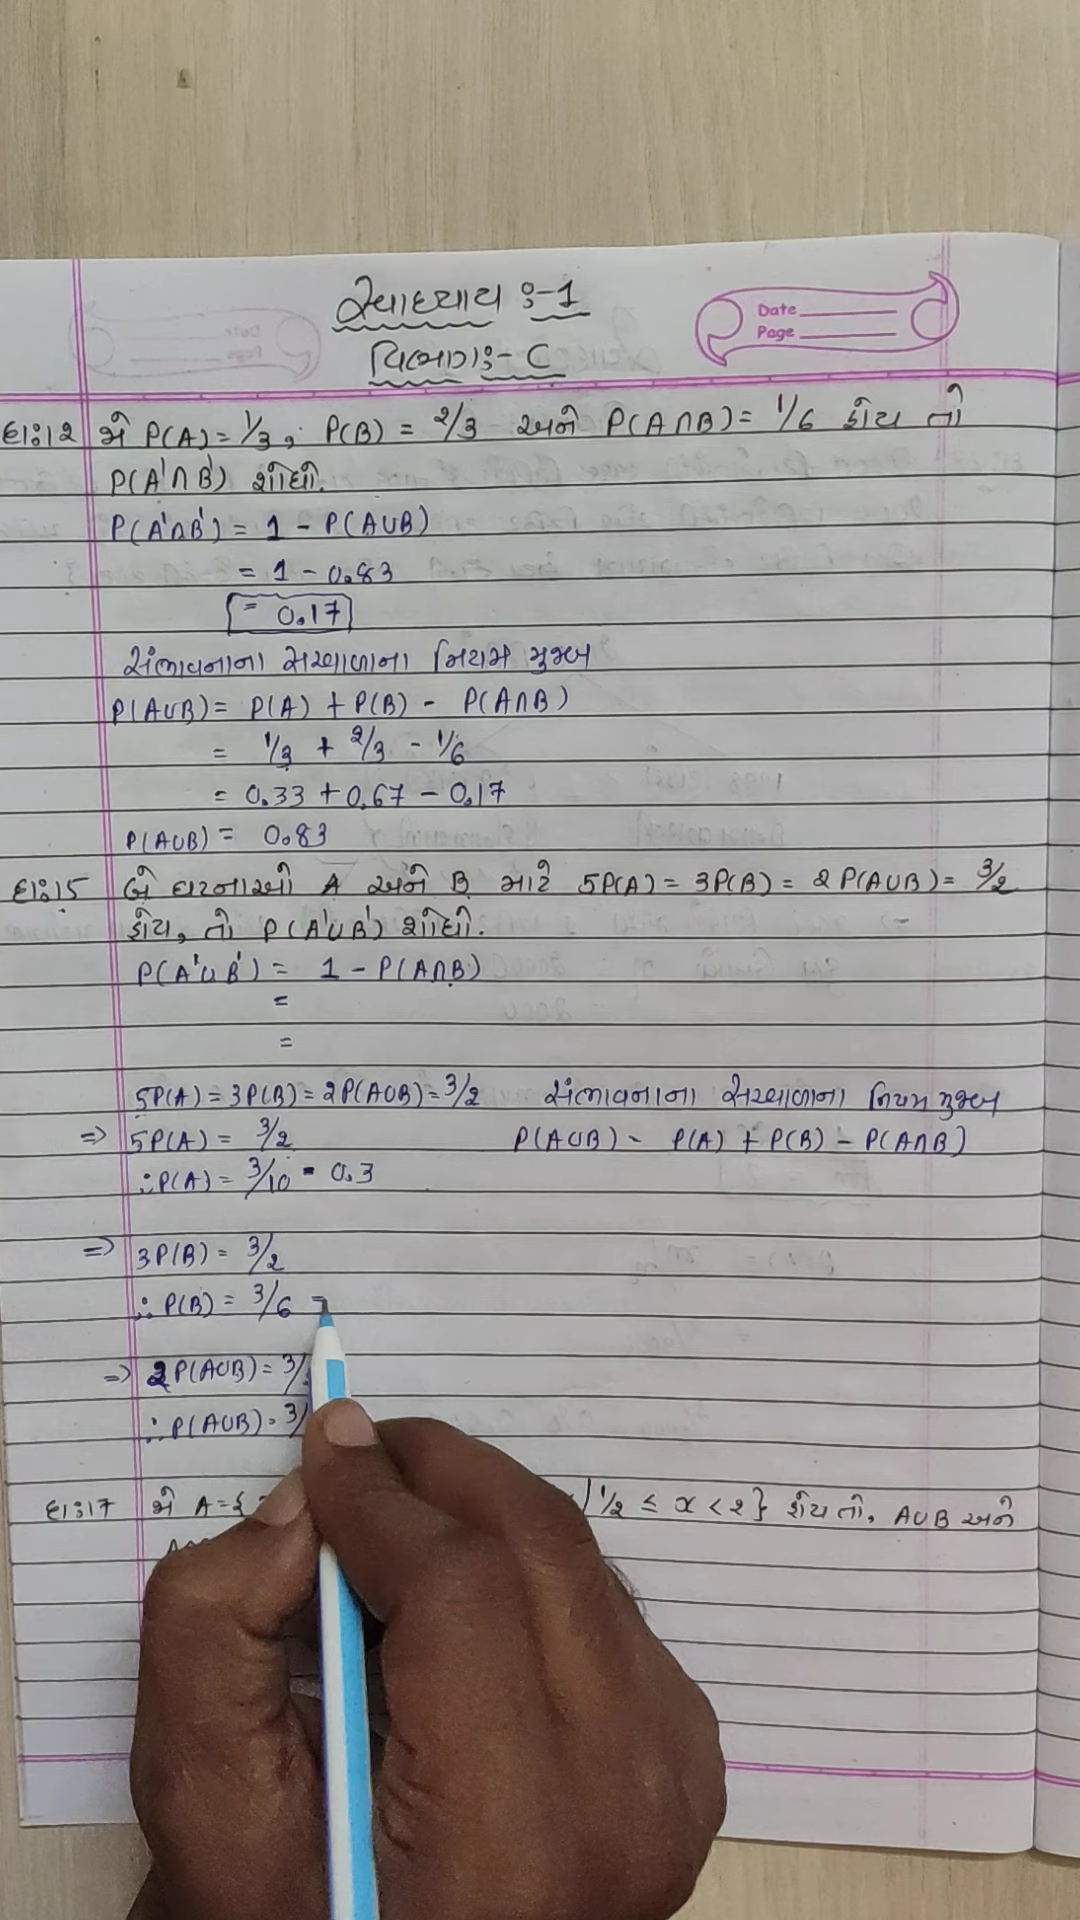 સ્વાધ્યાય :-1
Date
Page
વિભાગ :- C
દા:12 જો P(A) = 1/3, P(B) = 2/3 અને P(A∩B) = 1/6 હોય તો
P(A'∩B') શોધો.
P(A'∩B') = 1 - P(A∪B)
= 1 - 0.83
= 0.17
સંભાવનાના સરવાળાના નિયમ મુજબ
P(A∪B) = P(A) + P(B) - P(A∩B)
= 1/3 + 2/3 - 1/6
= 0.33 + 0.67 - 0.17
P(A∪B) = 0.83
દા:15 બે ઘટનાઓ A અને B માટે 5P(A) = 3P(B) = 2P(A∪B) = 3/2
હોય, તો P(A'∪B') શોધો.
P(A'∪B') = 1 - P(A∩B)
=
=
5P(A) = 3P(B) = 2P(A∪B) = 3/2 સંભાવનાના સરવાળાના નિયમ મુજબ
⇒ 5P(A) = 3/2 P(A∪B) - P(A) + P(B) - P(A∩B)
∴ P(A) = 3/10 = 0.3
⇒ 3P(B) = 3/2
∴ P(B) = 3/6 =
⇒ 2P(A∪B) = 3/
∴ P(A∪B) = 3/
દા:17 જો A = { 1/2 ≤ x < 2} હોય તો, A∪B અને